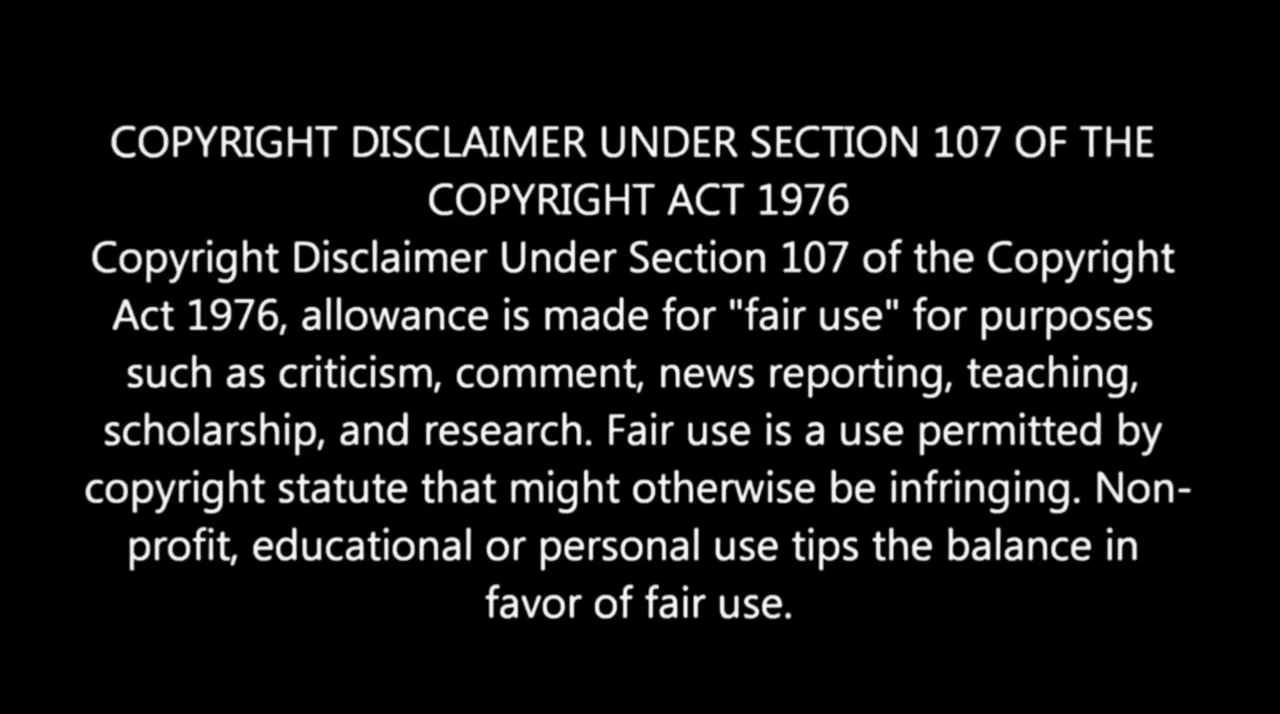 COPYRIGHT DISCLAIMER UNDER SECTION 107 OF THE
COPYRIGHT ACT 1976
Copyright Disclaimer Under Section 107 of the Copyright
Act 1976, allowance is made for "fair use" for purposes
such as criticism, comment, news reporting, teaching,
scholarship, and research. Fair use is a use permitted by
copyright statute that might otherwise be infringing. Non-
profit, educational or personal use tips the balance in
favor of fair use.